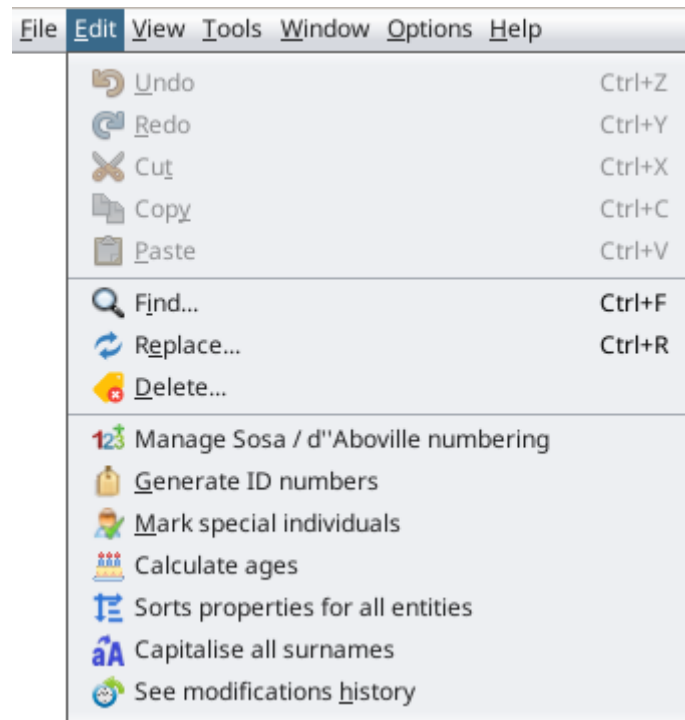 File Edit View Tools Window Options Help
Undo Ctrl+Z
Redo Ctrl+Y
Cut Ctrl+X
Copy Ctrl+C
Paste Ctrl+V
Find... Ctrl+F
Replace... Ctrl+R
Delete...
123 Manage Sosa / d''Aboville numbering
Generate ID numbers
Mark special individuals
Calculate ages
Sorts properties for all entities
aA Capitalise all surnames
See modifications history